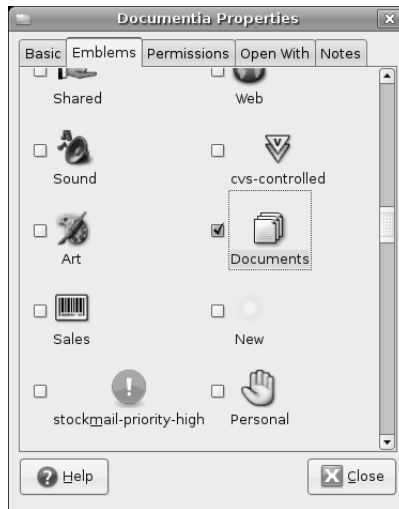 Documentia Properties
Basic Emblems Permissions Open With Notes
Shared Web
Sound cvs-controlled
Art Documents
Sales New
stockmail-priority-high Personal
Help Close